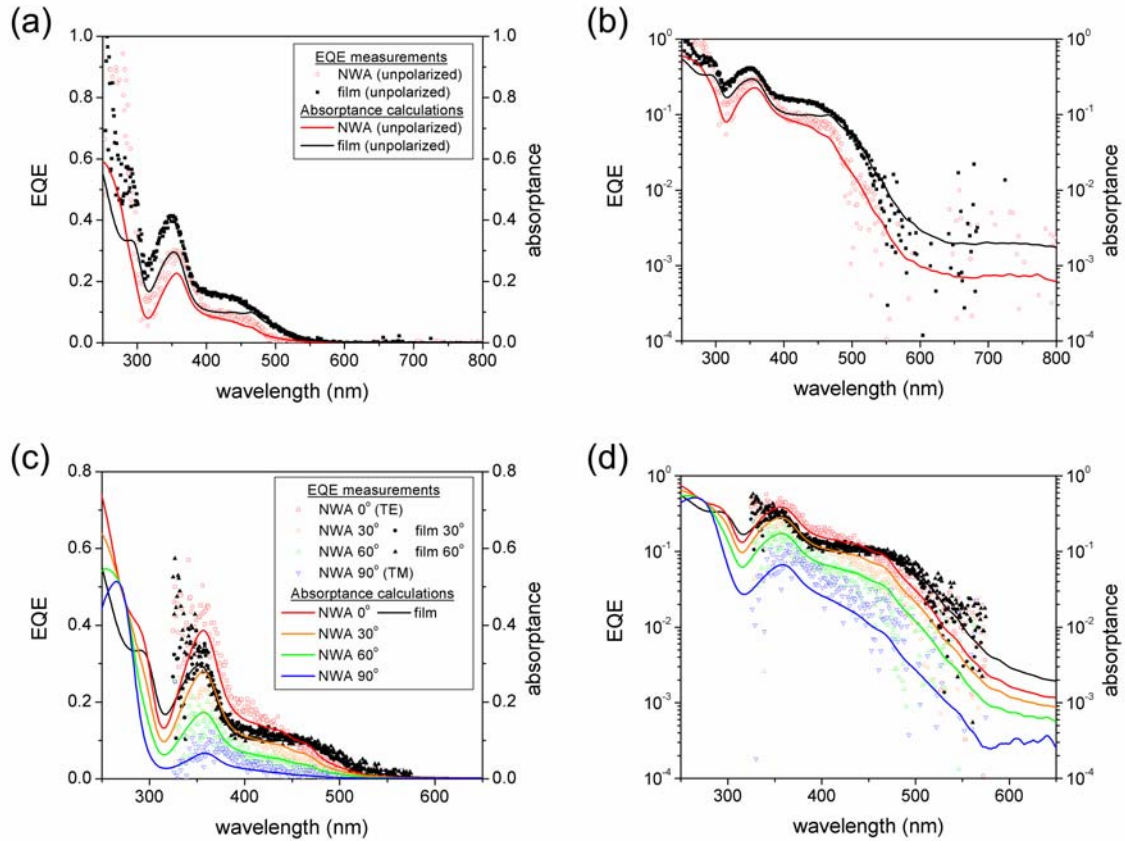 (a)
1.0
0.8
0.6
0.4
0.2
0.0
EQE
EQE measurements
NWA (unpolarized)
film (unpolarized)
Absorptance calculations
NWA (unpolarized)
film (unpolarized)
1.0
0.8
0.6
0.4
0.2
0.0
absorptance
300 400 500 600 700 800
wavelength (nm)
(b)
10^0
10^-1
10^-2
10^-3
10^-4
EQE
10^0
10^-1
10^-2
10^-3
10^-4
absorptance
300 400 500 600 700 800
wavelength (nm)
(c)
0.8
0.6
0.4
0.2
0.0
EQE
EQE measurements
NWA 0° (TE)
NWA 30° film 30°
NWA 60° film 60°
NWA 90° (TM)
Absorptance calculations
NWA 0° film
NWA 30°
NWA 60°
NWA 90°
0.8
0.6
0.4
0.2
0.0
absorptance
300 400 500 600
wavelength (nm)
(d)
10^0
10^-1
10^-2
10^-3
10^-4
EQE
10^0
10^-1
10^-2
10^-3
10^-4
absorptance
300 400 500 600
wavelength (nm)